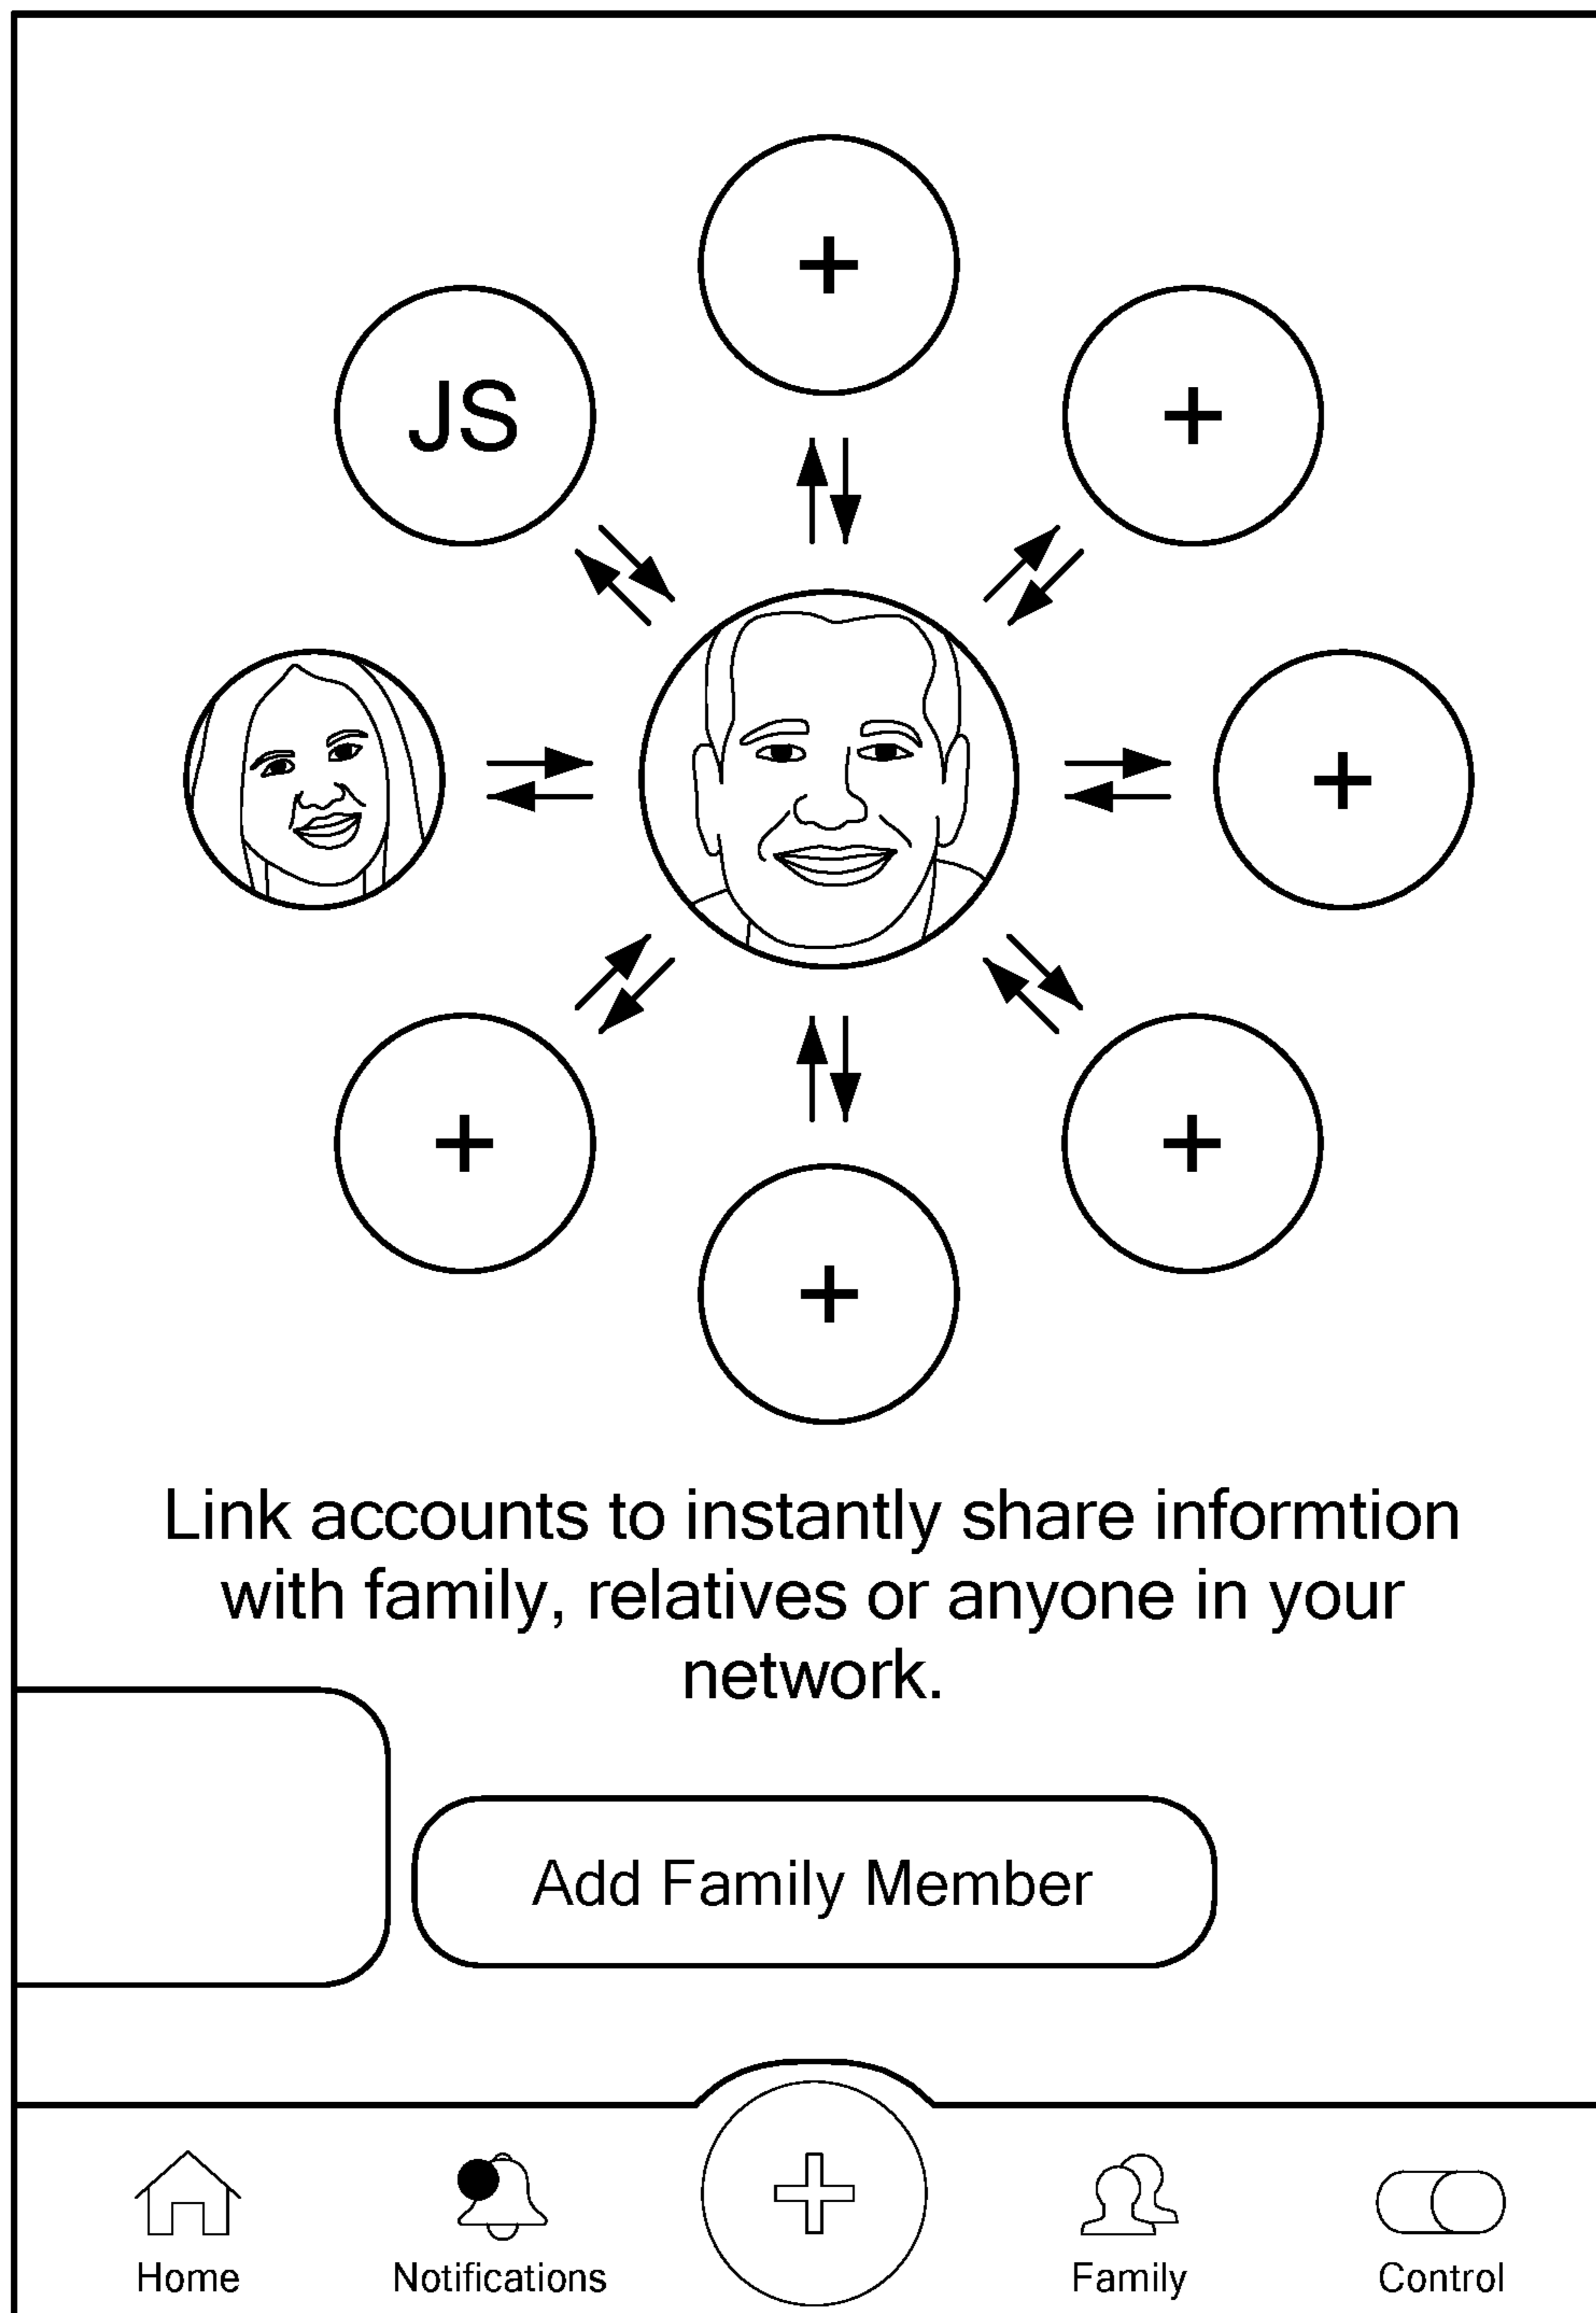 JS
Link accounts to instantly share informtion
with family, relatives or anyone in your
network.
Add Family Member
Home
Notifications
Family
Control